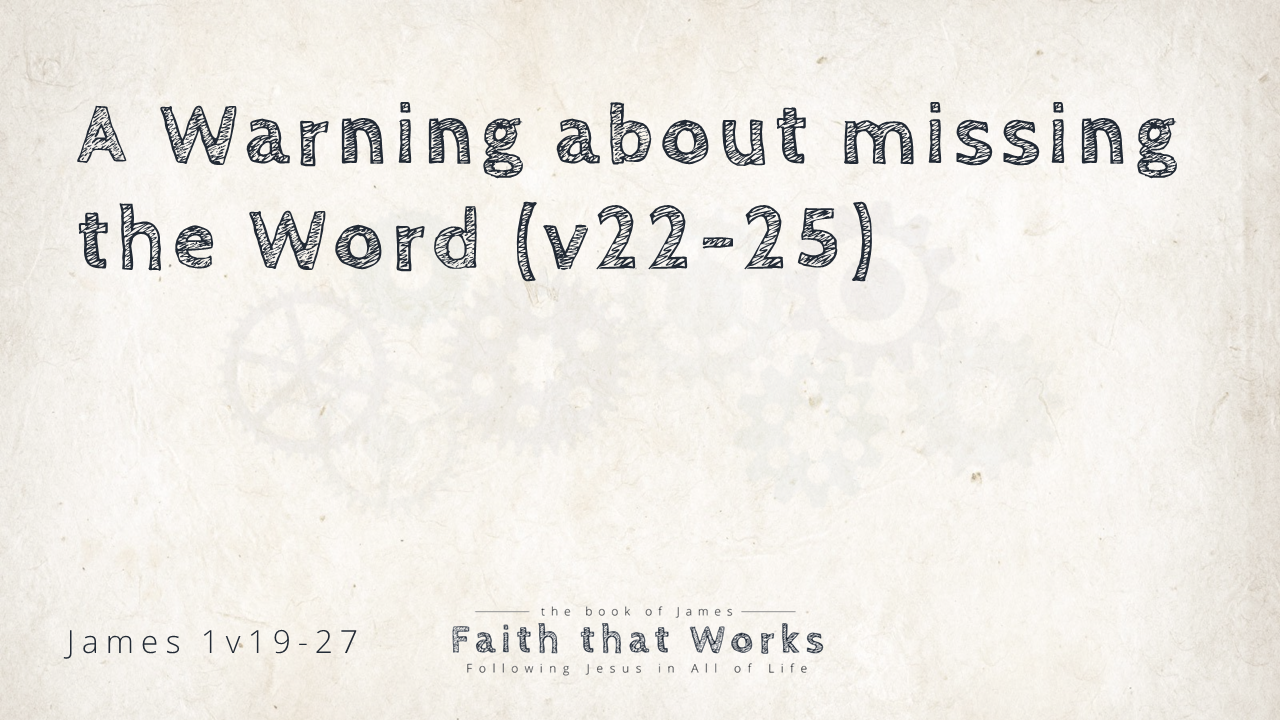 A Warning about missing
the Word (v22-25)
the book of James
James 1v19-27
Faith that Works
Following Jesus in All of Life